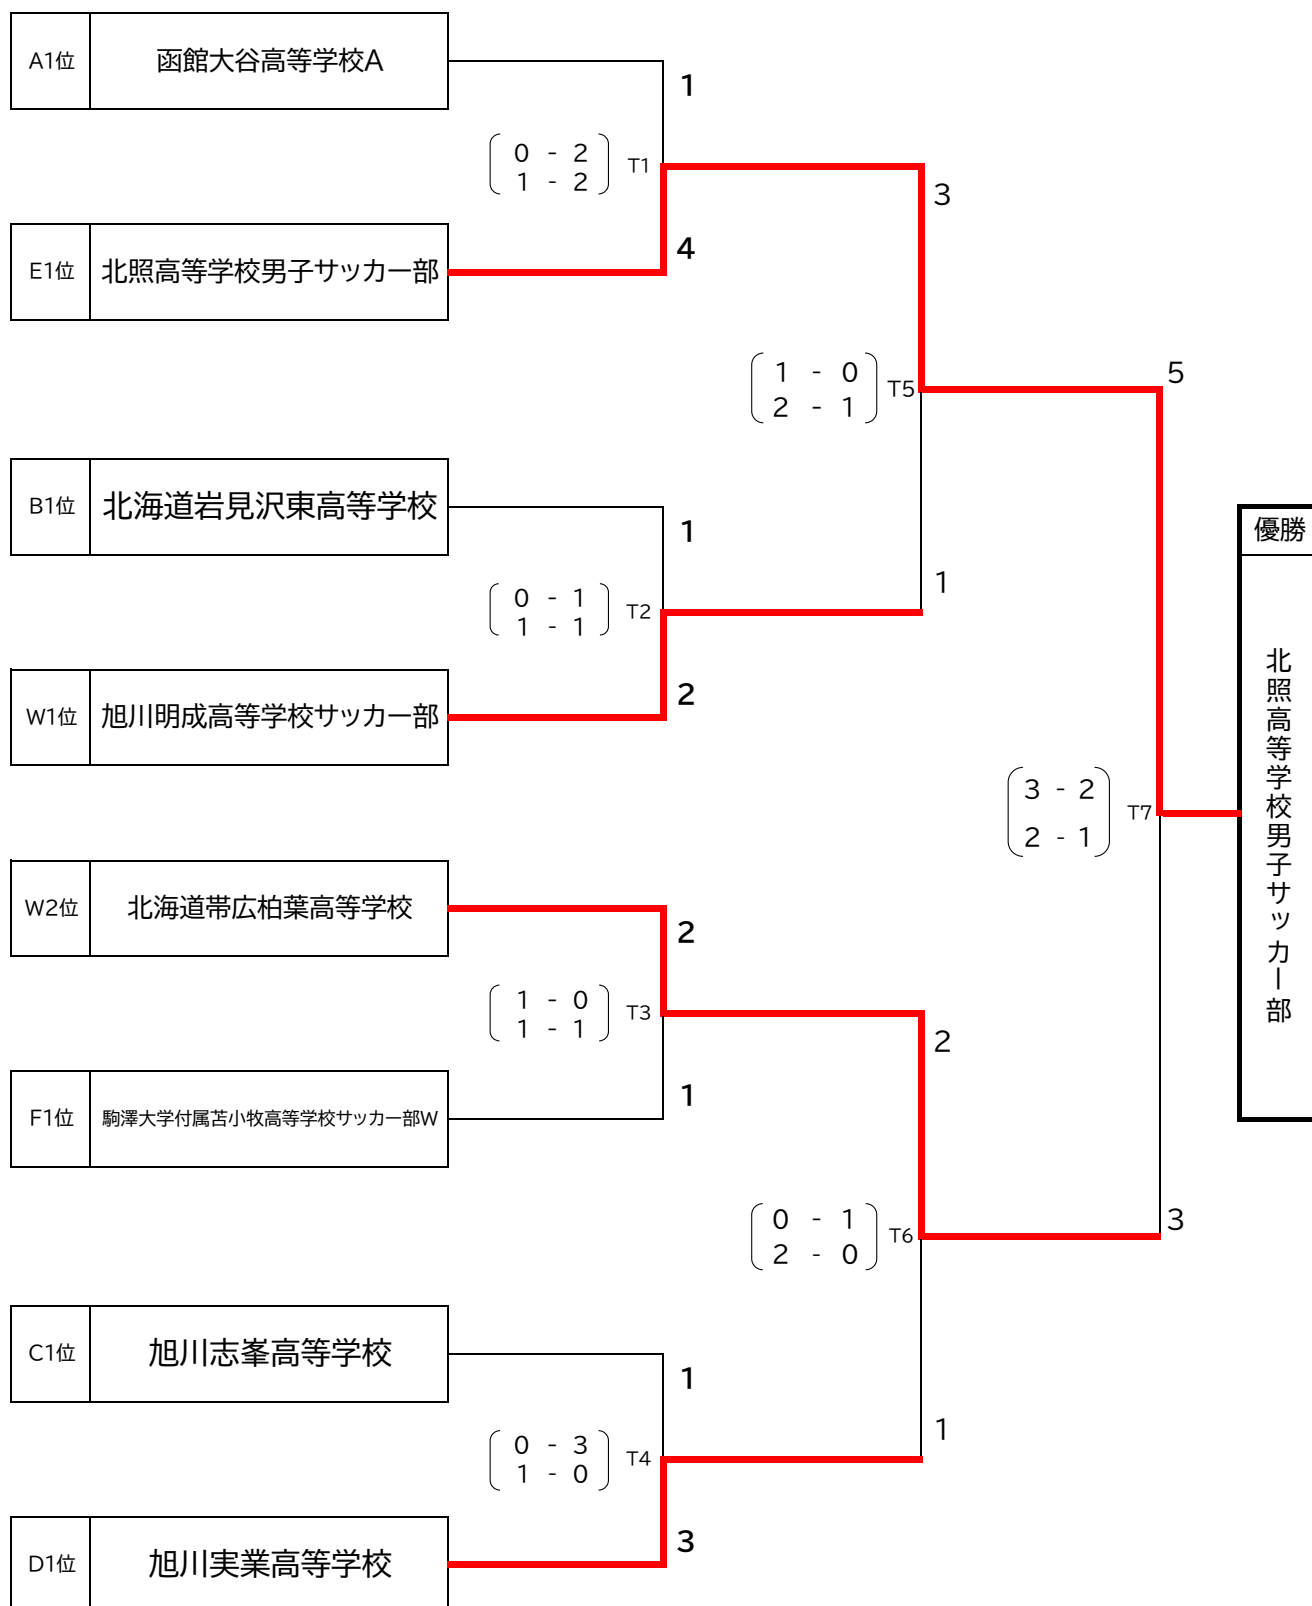 A1位 函館大谷高等学校A
1
0 - 2
1 - 2
T1
3
4
E1位 北照高等学校男子サッカー部
1 - 0
2 - 1
T5
5
B1位 北海道岩見沢東高等学校
1
0 - 1
1 - 1
T2
1
2
W1位 旭川明成高等学校サッカー部
優勝
北照高等学校男子サッカー部
3 - 2
2 - 1
T7
W2位 北海道帯広柏葉高等学校
2
1 - 0
1 - 1
T3
2
1
F1位 駒澤大学付属苫小牧高等学校サッカー部W
0 - 1
2 - 0
T6
3
C1位 旭川志峯高等学校
1
0 - 3
1 - 0
T4
1
3
D1位 旭川実業高等学校